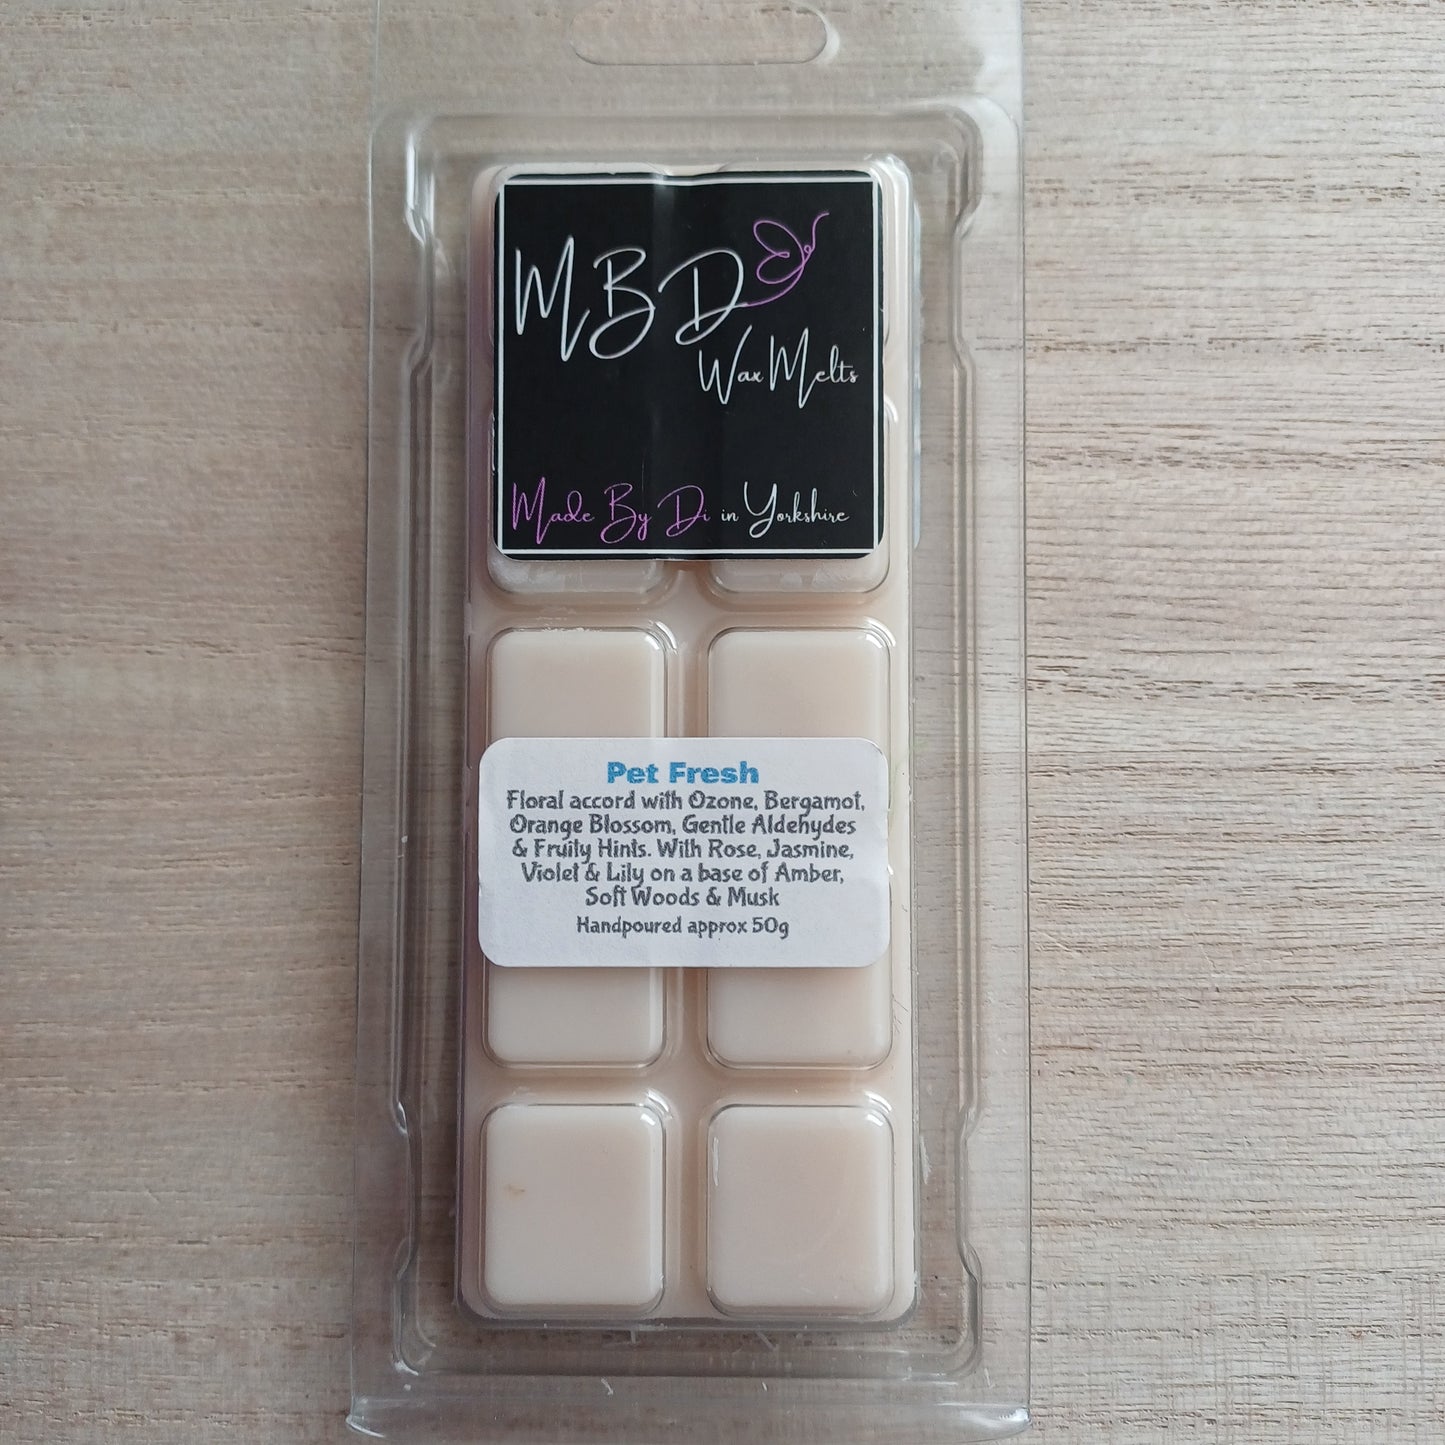 MBD
Wax Melts
Made By Di in Yorkshire
Pet Fresh
Floral accord with Ozone, Bergamot,
Orange Blossom, Gentle Aldehydes
& Fruity Hints. With Rose, Jasmine,
Violet & Lily on a base of Amber,
Soft Woods & Musk
Handpoured approx 50g